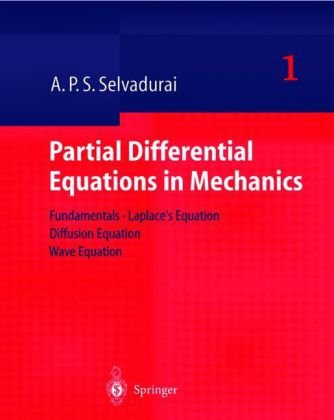 A. P. S. Selvadurai
1
Partial Differential
Equations in Mechanics
Fundamentals · Laplace's Equation
Diffusion Equation
Wave Equation
Springer